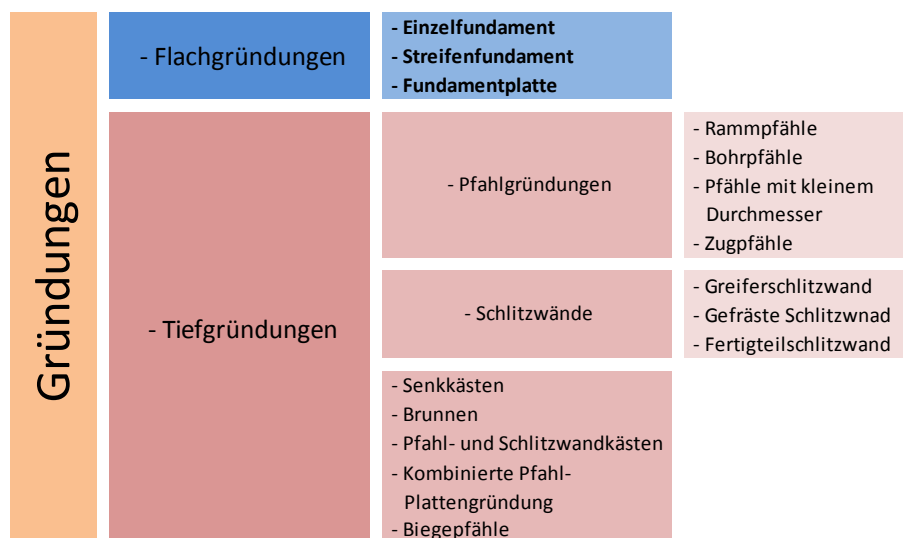 Gründungen
- Flachgründungen
- Einzelfundament
- Streifenfundament
- Fundamentplatte
- Tiefgründungen
- Pfahlgründungen
- Rammpfähle
- Bohrpfähle
- Pfähle mit kleinem
Durchmesser
- Zugpfähle
- Schlitzwände
- Greiferschlitzwand
- Gefräste Schlitzwnad
- Fertigteilschlitzwand
- Senkkästen
- Brunnen
- Pfahl- und Schlitzwandkästen
- Kombinierte Pfahl-
Plattengründung
- Biegepfähle